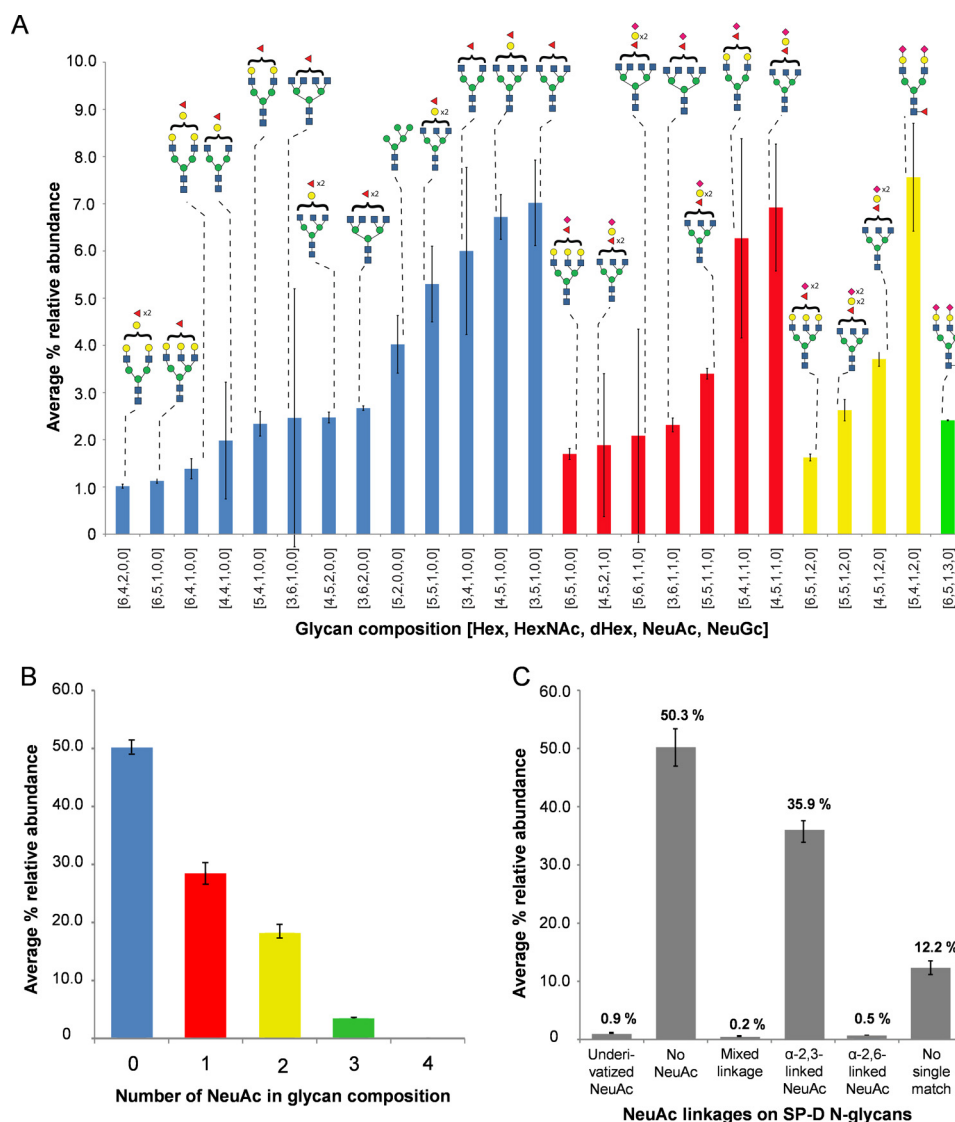 A
10.0
9.0
8.0
7.0
6.0
5.0
4.0
3.0
2.0
1.0
0
Average % relative abundance
x2
x2
x2
x2
x2
x2
x2
x2
x2
x2
x2
x2
[6,4,2,0,0]
[6,5,1,0,0]
[6,4,1,0,0]
[4,4,1,0,0]
[5,4,1,0,0]
[3,6,1,0,0]
[4,5,2,0,0]
[3,6,2,0,0]
[5,2,0,0,0]
[5,5,1,0,0]
[3,4,1,0,0]
[4,5,1,0,0]
[3,5,1,0,0]
[6,5,1,1,0]
[4,5,2,1,0]
[5,6,1,1,0]
[3,6,1,1,0]
[5,5,1,1,0]
[5,4,1,1,0]
[4,5,1,1,0]
[6,5,1,2,0]
[5,5,1,2,0]
[4,5,1,2,0]
[5,4,1,2,0]
[6,5,1,3,0]
Glycan composition [Hex, HexNAc, dHex, NeuAc, NeuGc]
B
60.0
50.0
40.0
30.0
20.0
10.0
0
Average % relative abundance
0 1 2 3 4
Number of NeuAc in glycan composition
C
60.0
50.0
40.0
30.0
20.0
10.0
0
Average % relative abundance
0.9 %
50.3 %
0.2 %
35.9 %
0.5 %
12.2 %
Underi-
vatized
NeuAc
No
NeuAc
Mixed
linkage
α-2,3-
linked
NeuAc
α-2,6-
linked
NeuAc
No
single
match
NeuAc linkages on SP-D N-glycans